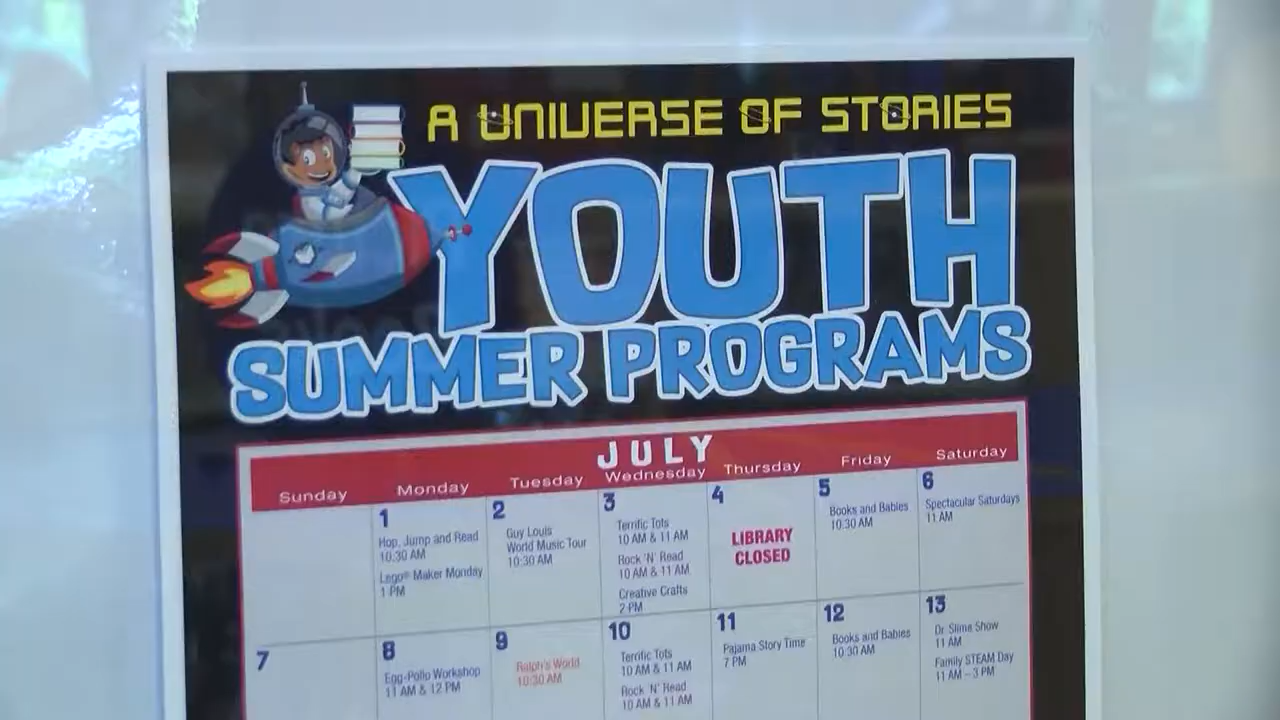 A UNIVERSE OF STORIES
YOUTH
SUMMER PROGRAMS
JULY
Sunday Monday Tuesday Wednesday Thursday Friday Saturday
1
Hop, Jump and Read
10:30 AM
Lego® Maker Monday
1 PM
2
Guy Louis
World Music Tour
10:30 AM
3
Terrific Tots
10 AM & 11 AM
Rock 'N' Read
10 AM & 11 AM
Creative Crafts
2 PM
4
LIBRARY
CLOSED
5
Books and Babies
10:30 AM
6
Spectacular Saturdays
11 AM
7
8
Egg-Pollo Workshop
11 AM & 12 PM
9
Ralph's World
10:30 AM
10
Terrific Tots
10 AM & 11 AM
Rock 'N' Read
10 AM & 11 AM
11
Pajama Story Time
7 PM
12
Books and Babies
10:30 AM
13
Dr. Slime Show
11 AM
Family STEAM Day
11 AM – 3 PM